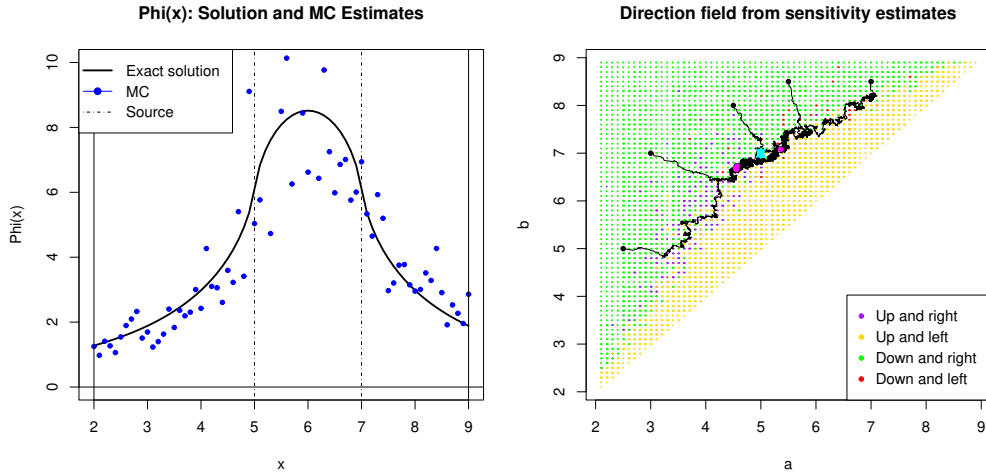 Phi(x): Solution and MC Estimates
Exact solution
MC
Source
Phi(x)
0
2
4
6
8
10
2 3 4 5 6 7 8 9
x
Direction field from sensitivity estimates
b
2
3
4
5
6
7
8
9
Up and right
Up and left
Down and right
Down and left
2 3 4 5 6 7 8 9
a